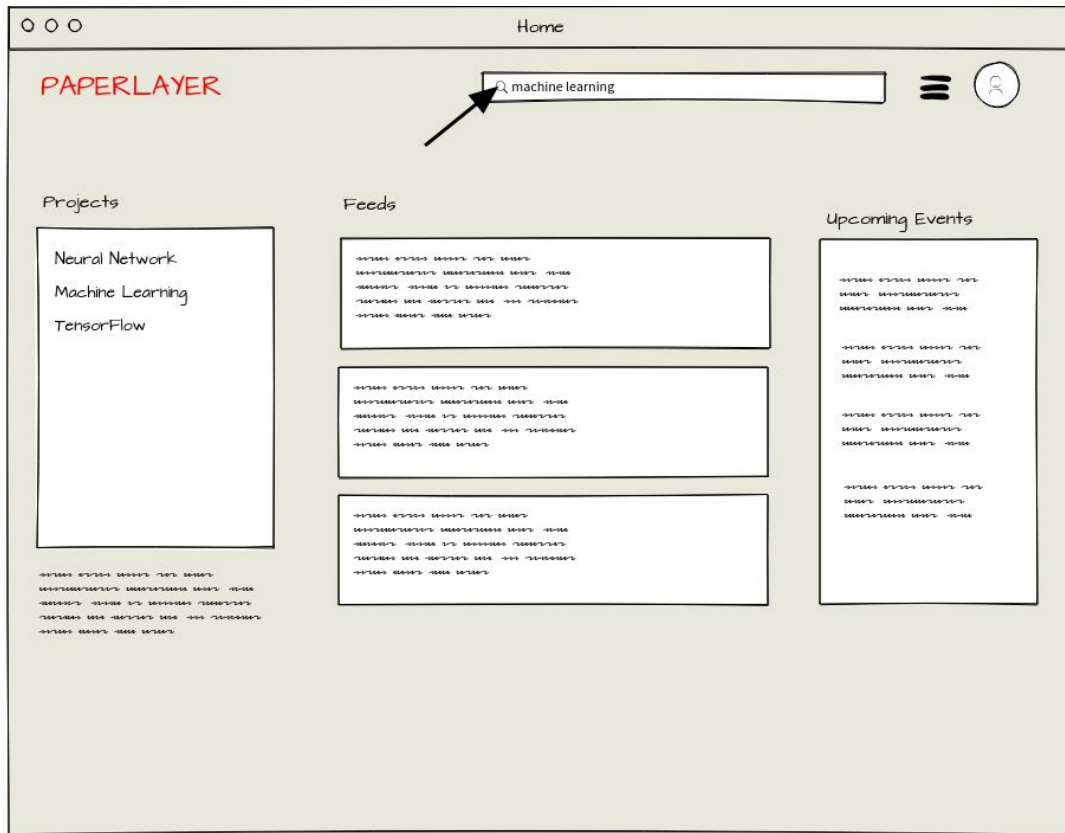 Home
PAPERLAYER
machine learning
Projects
Neural Network
Machine Learning
TensorFlow
Feeds
Upcoming Events